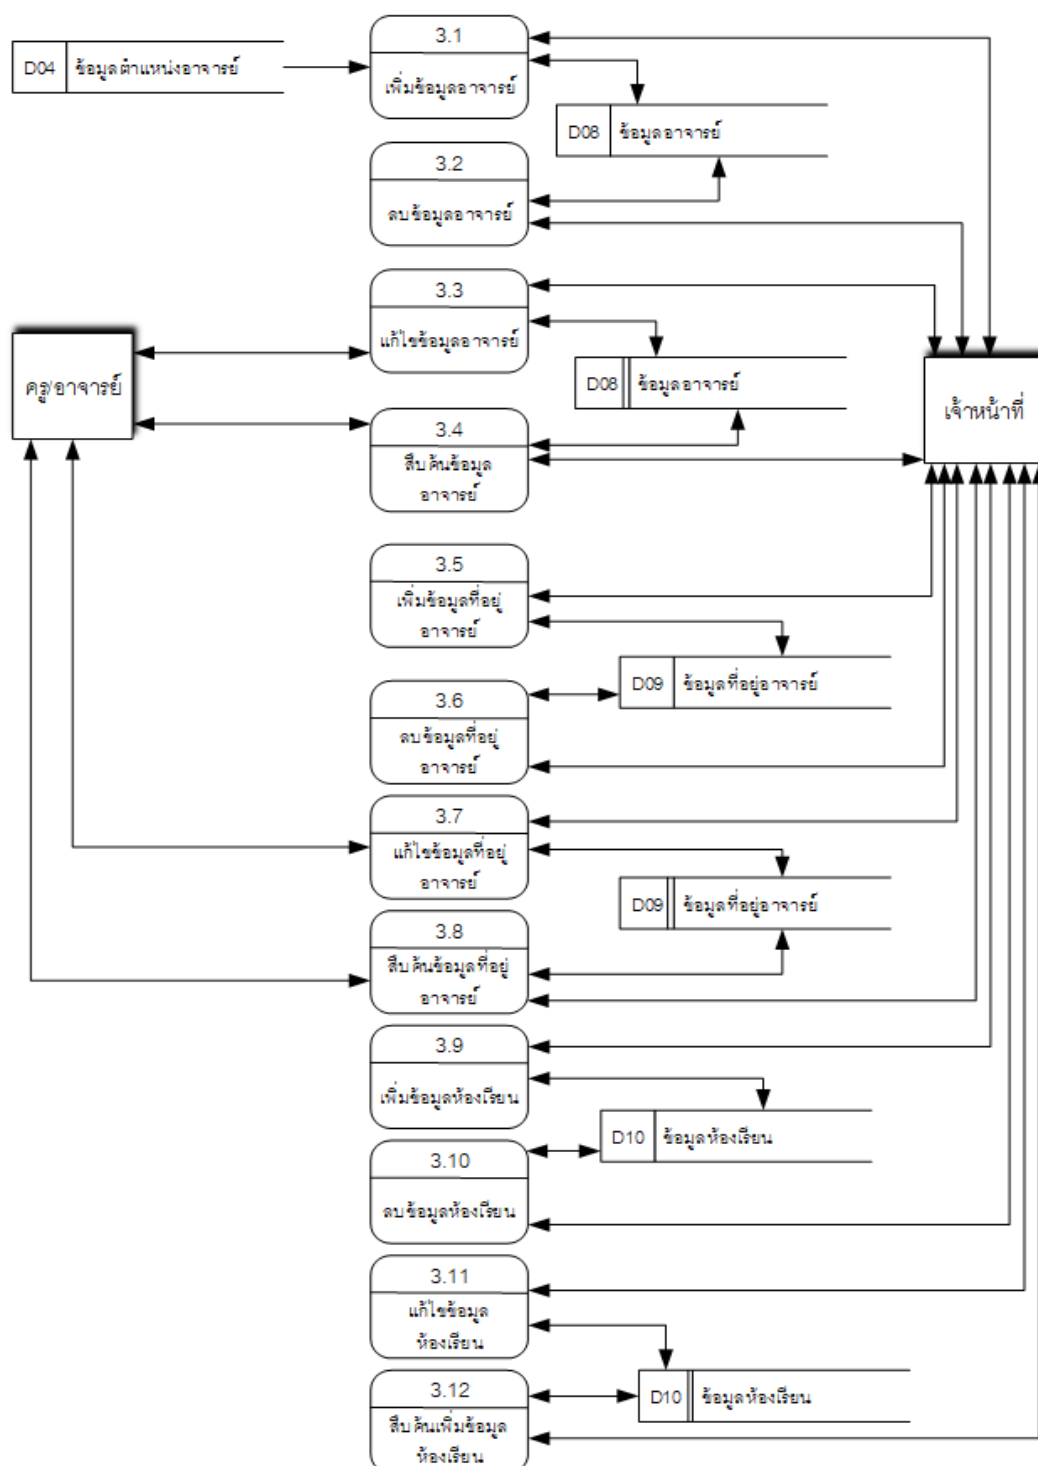 3.1
D04 ข้อมูลตำแหน่งอาจารย์
เพิ่มข้อมูลอาจารย์
D08 ข้อมูลอาจารย์
3.2
ลบข้อมูลอาจารย์
3.3
แก้ไขข้อมูลอาจารย์
ครู/อาจารย์
D08 ข้อมูลอาจารย์
เจ้าหน้าที่
3.4
สืบค้นข้อมูล
อาจารย์
3.5
เพิ่มข้อมูลที่อยู่
อาจารย์
D09 ข้อมูลที่อยู่อาจารย์
3.6
ลบข้อมูลที่อยู่
อาจารย์
3.7
แก้ไขข้อมูลที่อยู่
อาจารย์
D09 ข้อมูลที่อยู่อาจารย์
3.8
สืบค้นข้อมูลที่อยู่
อาจารย์
3.9
เพิ่มข้อมูลห้องเรียน
D10 ข้อมูลห้องเรียน
3.10
ลบข้อมูลห้องเรียน
3.11
แก้ไขข้อมูล
ห้องเรียน
3.12
D10 ข้อมูลห้องเรียน
สืบค้นเพิ่มข้อมูล
ห้องเรียน